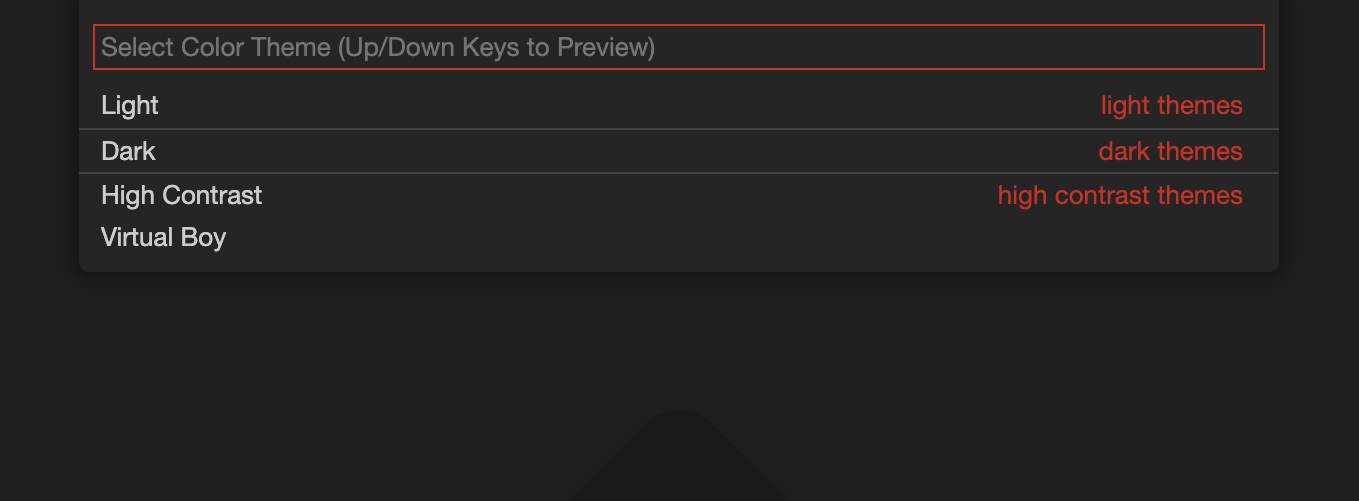 Select Color Theme (Up/Down Keys to Preview)
Light light themes
Dark dark themes
High Contrast high contrast themes
Virtual Boy